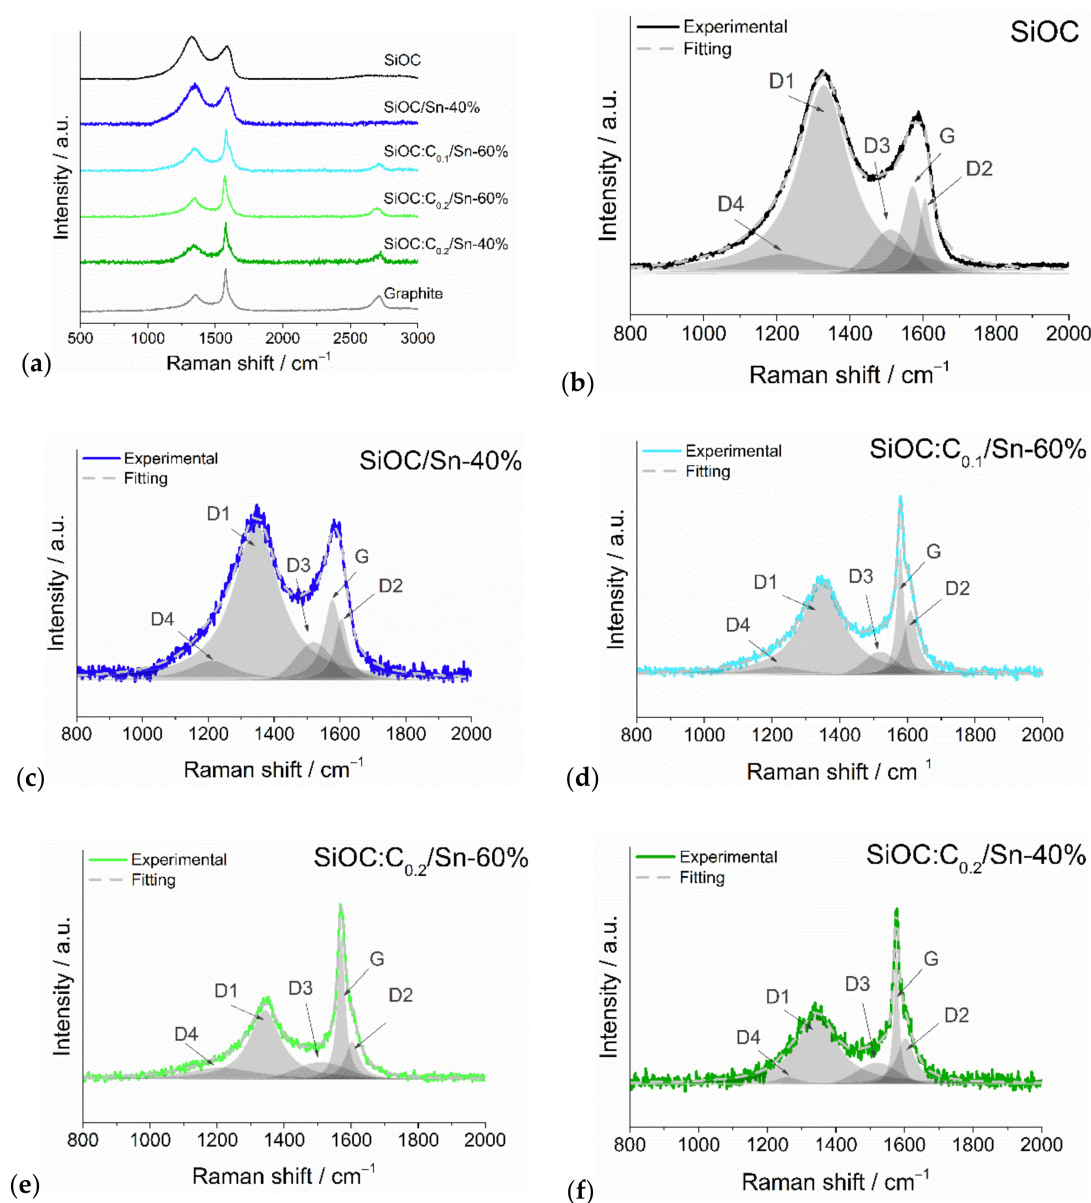 (a)
Intensity / a.u.
SiOC
SiOC/Sn-40%
SiOC:C0.1/Sn-60%
SiOC:C0.2/Sn-60%
SiOC:C0.2/Sn-40%
Graphite
500 1000 1500 2000 2500 3000
Raman shift / cm−1
(b)
Experimental
Fitting
SiOC
Intensity / a.u.
D1
D3
G
D2
D4
800 1000 1200 1400 1600 1800 2000
Raman shift / cm−1
(c)
Experimental
Fitting
SiOC/Sn-40%
Intensity / a.u.
D1
D3
G
D2
D4
800 1000 1200 1400 1600 1800 2000
Raman shift / cm−1
(d)
Experimental
Fitting
SiOC:C0.1/Sn-60%
Intensity / a.u.
D1
D3
G
D2
D4
800 1000 1200 1400 1600 1800 2000
Raman shift / cm 1
(e)
Experimental
Fitting
SiOC:C0.2/Sn-60%
Intensity / a.u.
D1
D3
G
D2
D4
800 1000 1200 1400 1600 1800 2000
Raman shift / cm−1
(f)
Experimental
Fitting
SiOC:C0.2/Sn-40%
Intensity / a.u.
D1
D3
G
D2
D4
800 1000 1200 1400 1600 1800 2000
Raman shift / cm−1